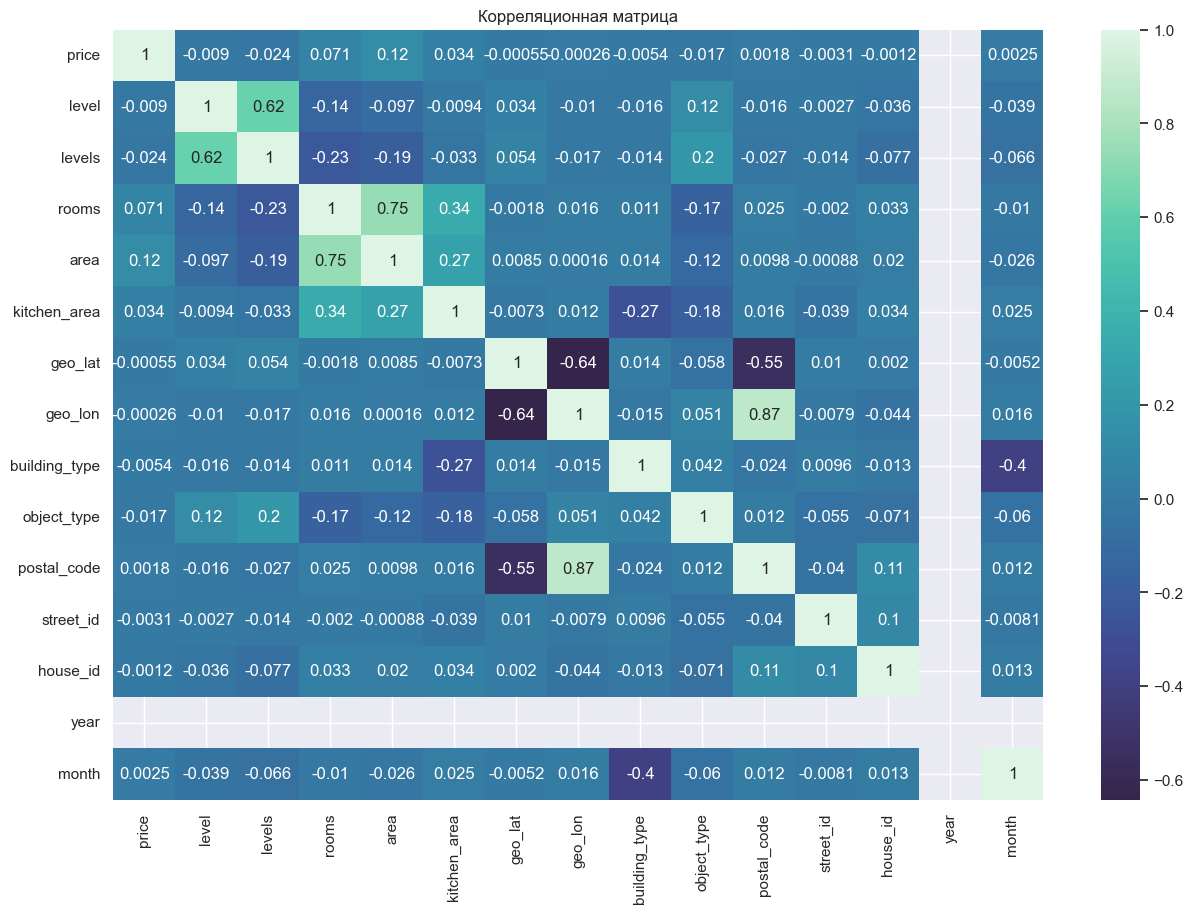 Корреляционная матрица
price 1 -0.009 -0.024 0.071 0.12 0.034 -0.00055 -0.00026 -0.0054 -0.017 0.0018 -0.0031 -0.0012 0.0025
level -0.009 1 0.62 -0.14 -0.097 -0.0094 0.034 -0.01 -0.016 0.12 -0.016 -0.0027 -0.036 -0.039
levels -0.024 0.62 1 -0.23 -0.19 -0.033 0.054 -0.017 -0.014 0.2 -0.027 -0.014 -0.077 -0.066
rooms 0.071 -0.14 -0.23 1 0.75 0.34 -0.0018 0.016 0.011 -0.17 0.025 -0.002 0.033 -0.01
area 0.12 -0.097 -0.19 0.75 1 0.27 0.0085 0.00016 0.014 -0.12 0.0098 -0.00088 0.02 -0.026
kitchen_area 0.034 -0.0094 -0.033 0.34 0.27 1 -0.0073 0.012 -0.27 -0.18 0.016 -0.039 0.034 0.025
geo_lat -0.00055 0.034 0.054 -0.0018 0.0085 -0.0073 1 -0.64 0.014 -0.058 -0.55 0.01 0.002 -0.0052
geo_lon -0.00026 -0.01 -0.017 0.016 0.00016 0.012 -0.64 1 -0.015 0.051 0.87 -0.0079 -0.044 0.016
building_type -0.0054 -0.016 -0.014 0.011 0.014 -0.27 0.014 -0.015 1 0.042 -0.024 0.0096 -0.013 -0.4
object_type -0.017 0.12 0.2 -0.17 -0.12 -0.18 -0.058 0.051 0.042 1 0.012 -0.055 -0.071 -0.06
postal_code 0.0018 -0.016 -0.027 0.025 0.0098 0.016 -0.55 0.87 -0.024 0.012 1 -0.04 0.11 0.012
street_id -0.0031 -0.0027 -0.014 -0.002 -0.00088 -0.039 0.01 -0.0079 0.0096 -0.055 -0.04 1 0.1 -0.0081
house_id -0.0012 -0.036 -0.077 0.033 0.02 0.034 0.002 -0.044 -0.013 -0.071 0.11 0.1 1 0.013
year
month 0.0025 -0.039 -0.066 -0.01 -0.026 0.025 -0.0052 0.016 -0.4 -0.06 0.012 -0.0081 0.013 1
price level levels rooms area kitchen_area geo_lat geo_lon building_type object_type postal_code street_id house_id year month
1.0
0.8
0.6
0.4
0.2
0.0
−0.2
−0.4
−0.6